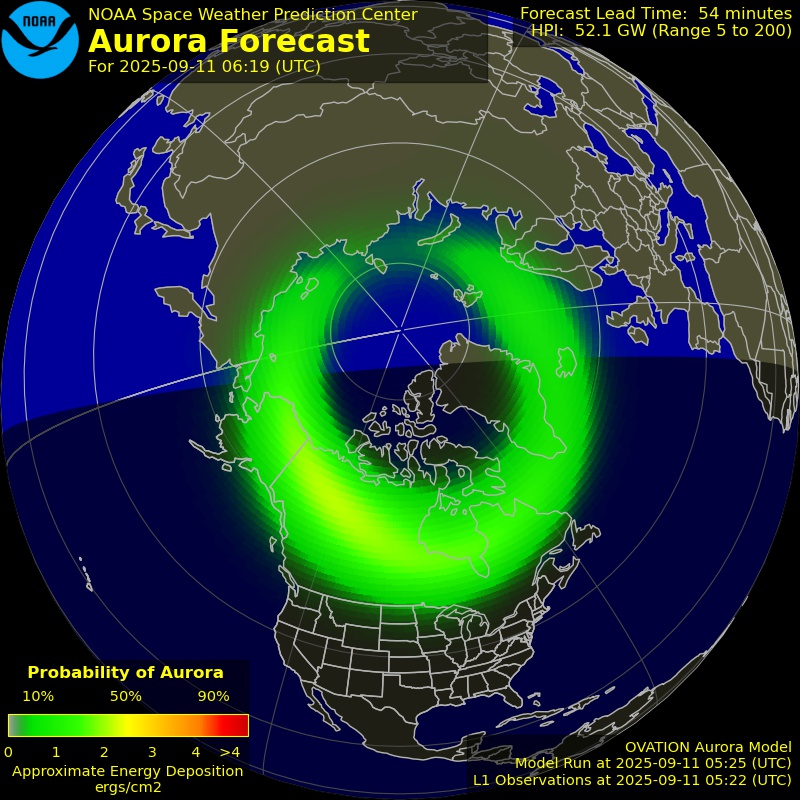 NOAA
NOAA Space Weather Prediction Center
Aurora Forecast
For 2025-09-11 06:19 (UTC)
Forecast Lead Time: 54 minutes
HPI: 52.1 GW (Range 5 to 200)
Probability of Aurora
10% 50% 90%
0 1 2 3 4 >4
Approximate Energy Deposition
ergs/cm2
OVATION Aurora Model
Model Run at 2025-09-11 05:25 (UTC)
L1 Observations at 2025-09-11 05:22 (UTC)